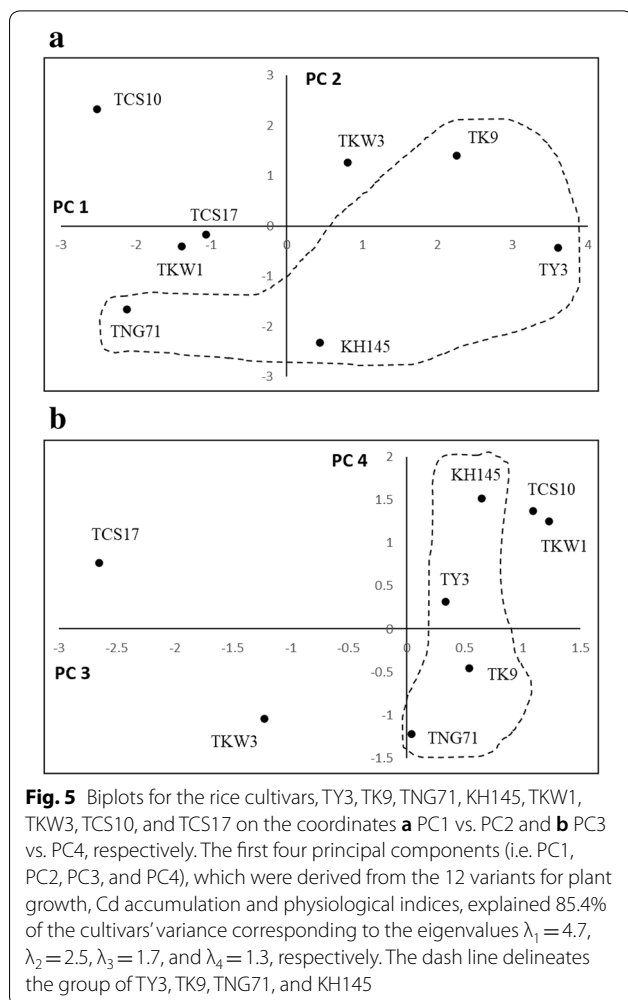 a
3
PC 2
TCS10
2
TKW3
TK9
1
PC 1
TCS17
0
-3
-2
-1
0
1
2
3
4
TKW1
TY3
-1
TNG71
-2
KH145
-3
b
2
PC 4
KH145
TCS10
1.5
TCS17
TKW1
1
TY3
0.5
0
-3
-2.5
-2
-1.5
-1
-0.5
0
0.5
1
1.5
PC 3
-0.5
TK9
-1
TKW3
TNG71
-1.5
Fig. 5 Biplots for the rice cultivars, TY3, TK9, TNG71, KH145, TKW1,
TKW3, TCS10, and TCS17 on the coordinates a PC1 vs. PC2 and b PC3
vs. PC4, respectively. The first four principal components (i.e. PC1,
PC2, PC3, and PC4), which were derived from the 12 variants for plant
growth, Cd accumulation and physiological indices, explained 85.4%
of the cultivars' variance corresponding to the eigenvalues λ₁ = 4.7,
λ₂ = 2.5, λ₃ = 1.7, and λ₄ = 1.3, respectively. The dash line delineates
the group of TY3, TK9, TNG71, and KH145